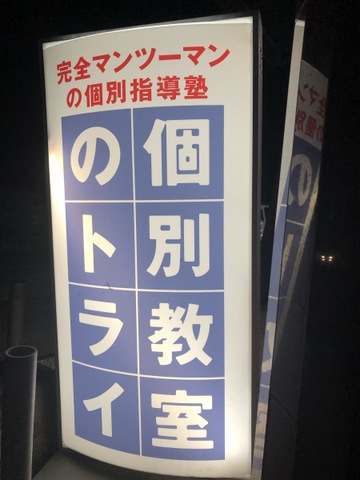 完全マンツーマン
の個別指導塾
個別教室
のトライ